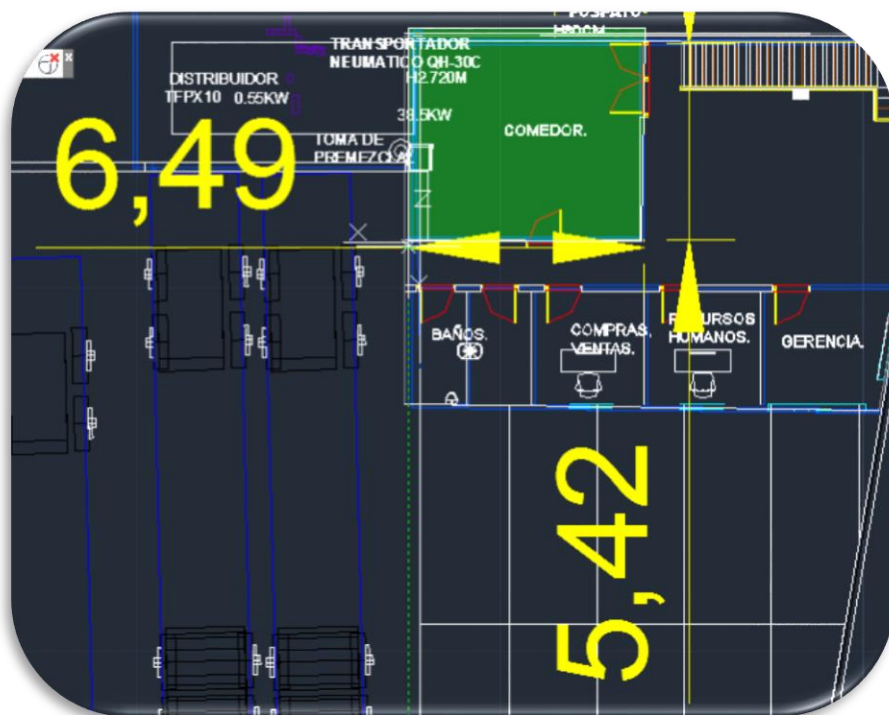 TRANSPORTADOR
NEUMATICO QH-30C
H2.720M
DISTRIBUIDOR
TFPX10 0.55KW
38.5KW
TOMA DE
PREMEZCLA
COMEDOR.
6,49
Z
X
Y
BAÑOS.
COMPRAS.
VENTAS.
RECURSOS
HUMANOS.
GERENCIA.
5,42